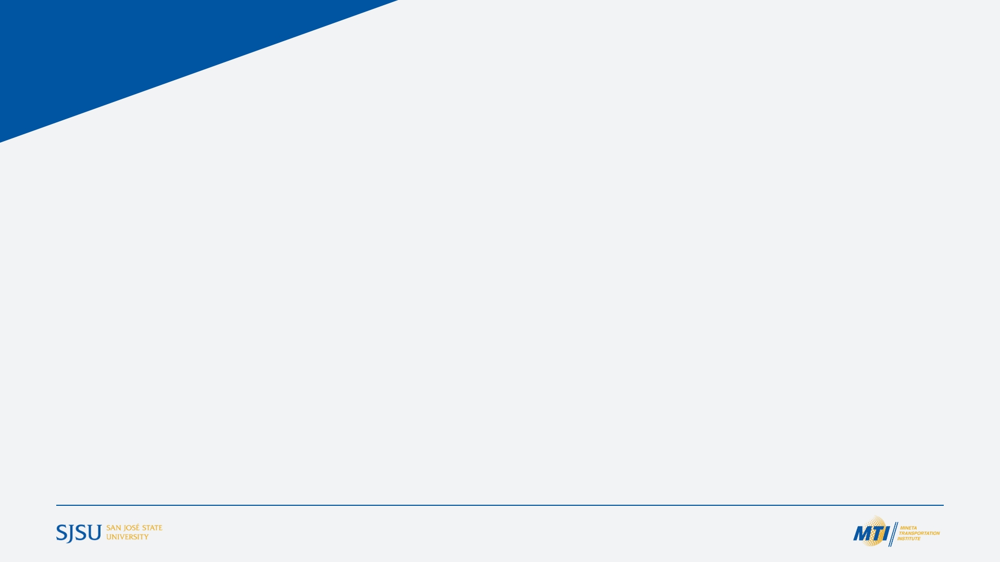 SJSU
SAN JOSÉ STATE
UNIVERSITY
MTI
MINETA
TRANSPORTATION
INSTITUTE